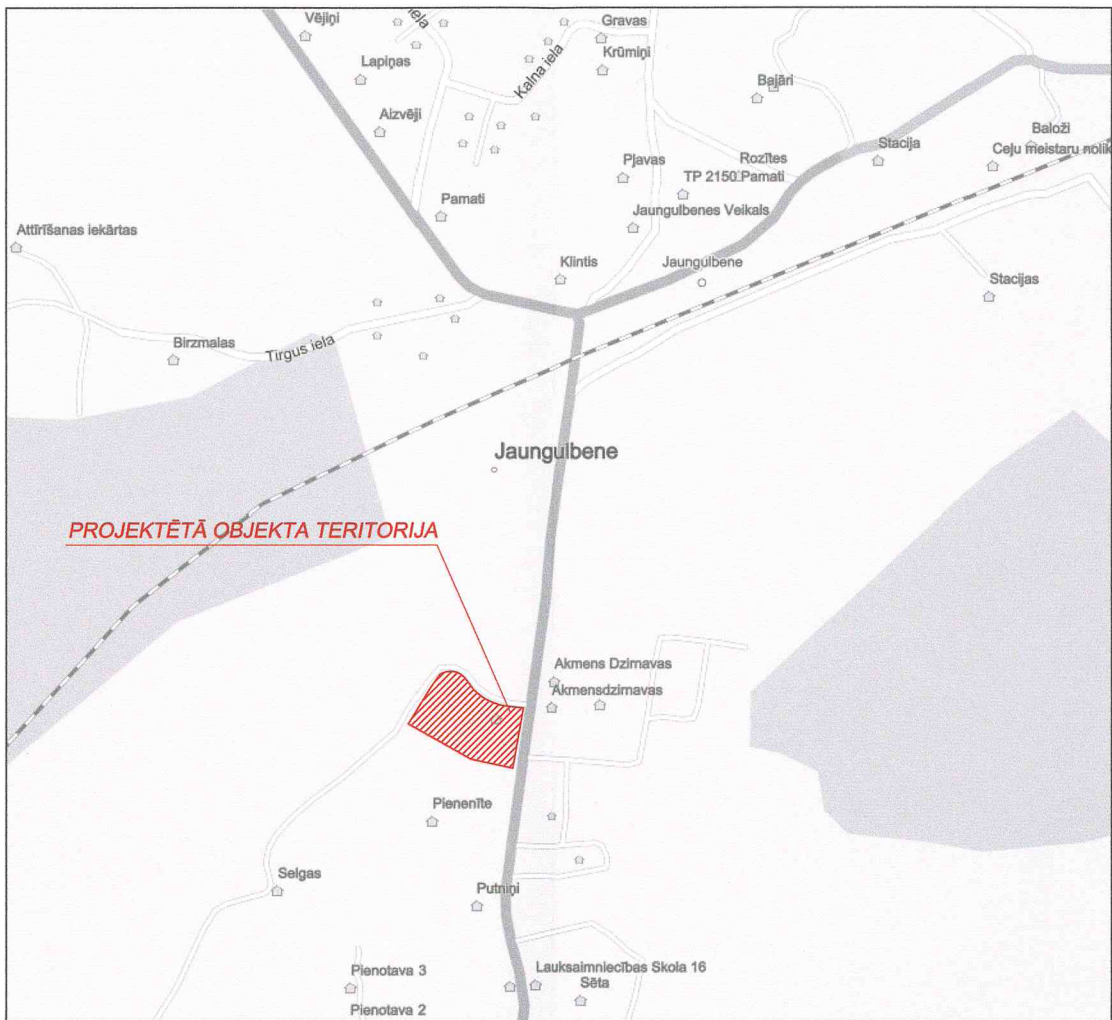 Vējiņi
iela
Gravas
Lapiņas
Kalna iela
Krūmiņi
Bajāri
Aizvēji
Baloži
Stacija
Ceļu meistaru nolik
Pļavas
Rozītes
TP 2150 Pamati
Pamati
Jaungulbenes Veikals
Attīrīšanas iekārtas
Klintis
Jaungulbene
Stacijas
Birzmalas
Tirgus iela
Jaungulbene
PROJEKTĒTĀ OBJEKTA TERITORIJA
Akmens Dzirnavas
Akmensdzirnavas
Pienenīte
Selgas
Putniņi
Pienotava 3
Lauksaimniecības Skola 16
Sēta
Pienotava 2